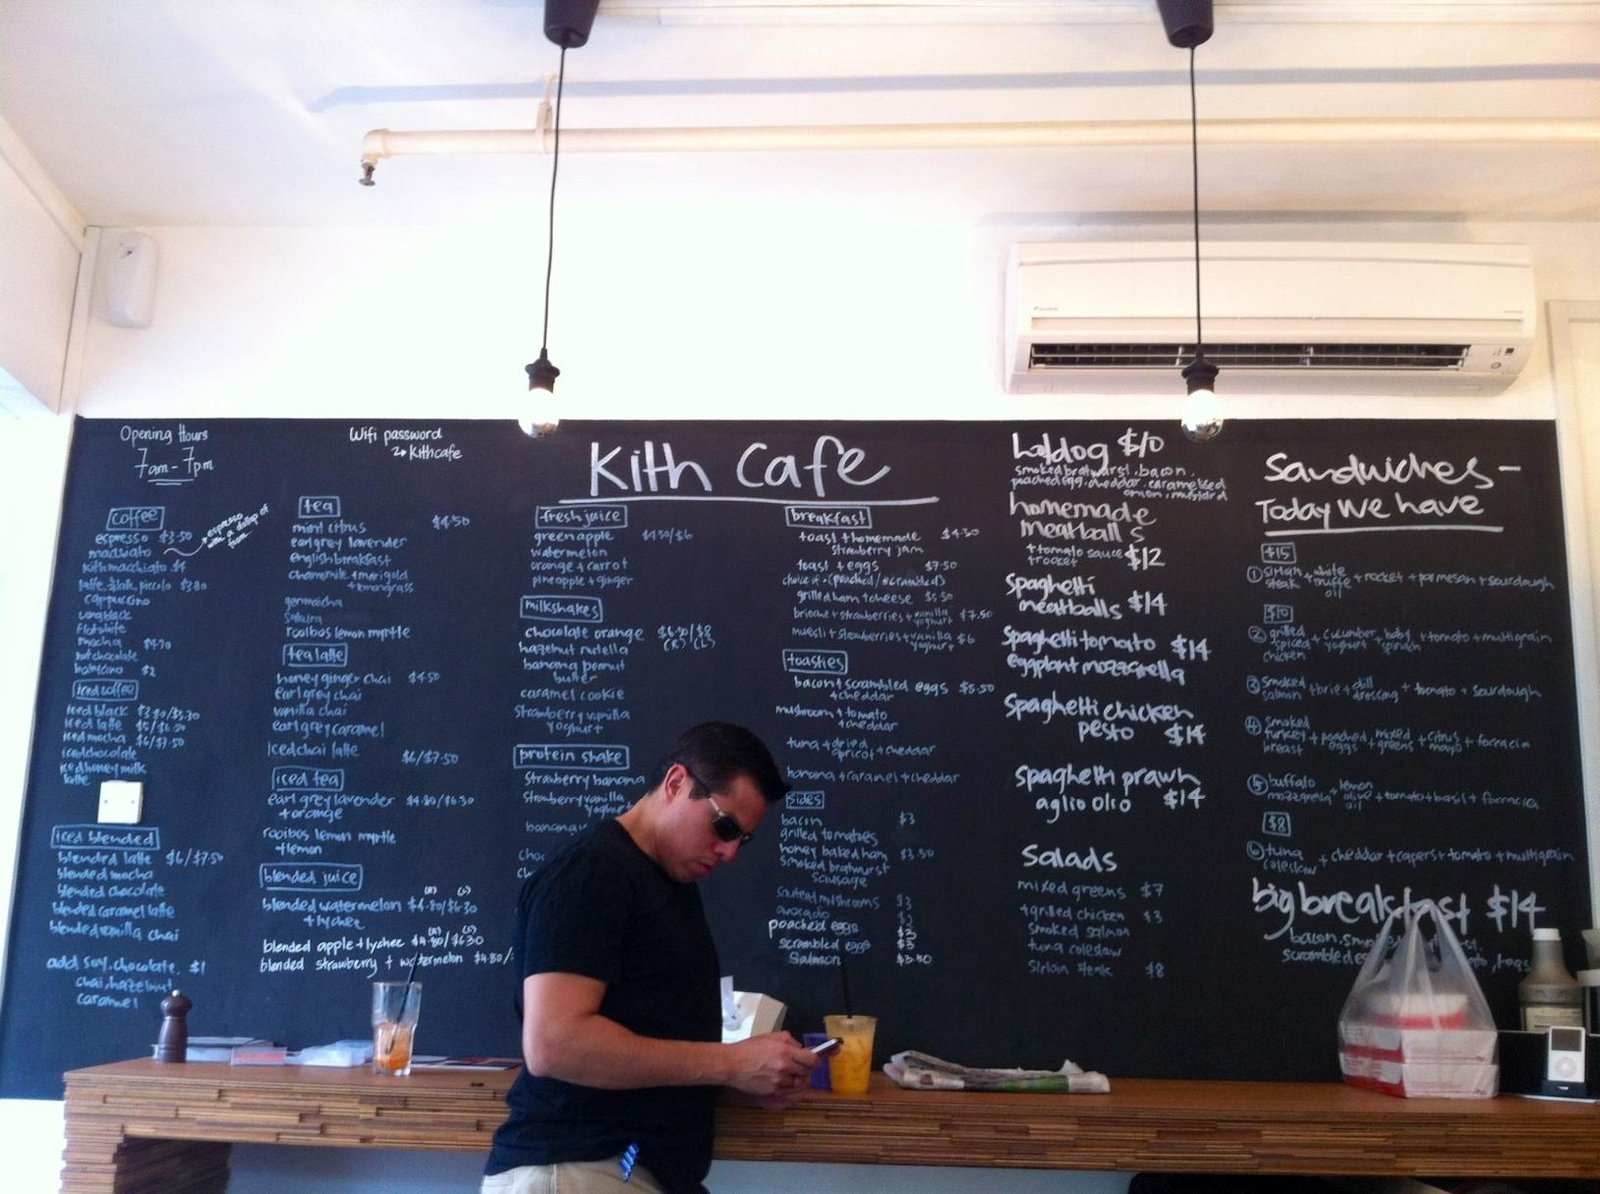 Opening Hours
7am - 7pm
Wifi password
kithcafe
Kith Cafe
coffee
espresso $3.50
macchiato
espresso with a dollop of foam
kith macchiato $4
latte, piccolo $3.80
cappuccino
long black
flat white
mocha $4.70
hot chocolate
babycino $2
iced coffee
iced black $3.80/$5.30
iced latte $5/$6.50
iced mocha $6/$7.50
iced chocolate
iced honey milk
latte
iced blended
blended latte $6/$7.50
blended mocha
blended chocolate
blended caramel latte
blended vanilla chai
add soy, chocolate, $1
chai, hazelnut
caramel
tea
mint citrus $4.50
earl grey lavender
english breakfast
chamomile + marigold
+ lemongrass
genmaicha
sakura
rooibos lemon myrtle
tea latte
honey ginger chai $4.50
earl grey chai
vanilla chai
earl grey caramel
iced chai latte $6/$7.50
iced tea
earl grey lavender $4.80/$6.30
+ orange
rooibos lemon myrtle
+ lemon
blended juice
(R) (L)
blended watermelon $4.80/$6.30
+ lychee
(R) (L)
blended apple + lychee $4.80/$6.30
blended strawberry + watermelon $4.80/
fresh juice
green apple $4.50/$6
watermelon
orange + carrot
pineapple + ginger
milkshakes
chocolate orange $6.50/$8
(R) (L)
hazelnut nutella
banana peanut
butter
caramel cookie
strawberry vanilla
yoghurt
protein shake
strawberry banana
strawberry vanilla
yoghurt
banana
choc
breakfast
toast + homemade $4.50
strawberry jam
toast + eggs $7.50
choice of (poached/scrambled)
grilled ham + cheese $5.50
brioche + strawberries + vanilla yoghurt $7.50
muesli + strawberries + vanilla yoghurt $6
toasties
bacon + scrambled eggs $5.50
+ cheddar
mushroom + tomato
+ cheddar
tuna + dried apricot + cheddar
banana + caramel + cheddar
sides
bacon $3
grilled tomatoes
honey baked ham $3.50
smoked bratwurst
sausage
sauteed mushrooms $3
avocado $2
poached eggs $2
scrambled eggs $3
Salmon $3.50
hotdog $10
smoked bratwurst, bacon,
poached egg, cheddar, caramelised
onion, mustard
homemade
meatballs
+ tomato sauce $12
+ rocket
Spaghetti
meatballs $14
Spaghetti tomato $14
eggplant mozzarella
Spaghetti chicken
pesto $14
spaghetti prawn
aglio olio $14
Salads
mixed greens $7
+ grilled chicken $3
smoked salmon
tuna coleslaw
sirloin steak $8
Sandwiches -
Today We have
$15
1 sirloin steak + white truffle oil + rocket + parmesan + sourdough
$10
2 grilled spiced chicken + cucumber yoghurt + baby spinach + tomato + multigrain
3 smoked salmon + brie + dill dressing + tomato + sourdough
4 smoked turkey breast + poached eggs + mixed greens + citrus mayo + focaccia
5 buffalo mozzarella + lemon olive oil + tomato + basil + focaccia
$8
6 tuna coleslaw + cheddar + capers + tomato + multigrain
big breakfast $14
bacon, smoked
scrambled